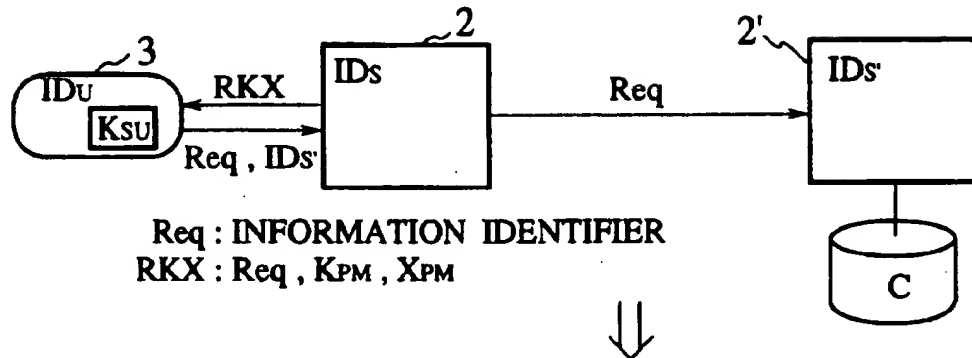 3
2
2'
IDU
KSU
RKX
Req , IDS'
IDS
Req
IDS'
C
Req : INFORMATION IDENTIFIER
RKX : Req , KPM , XPM